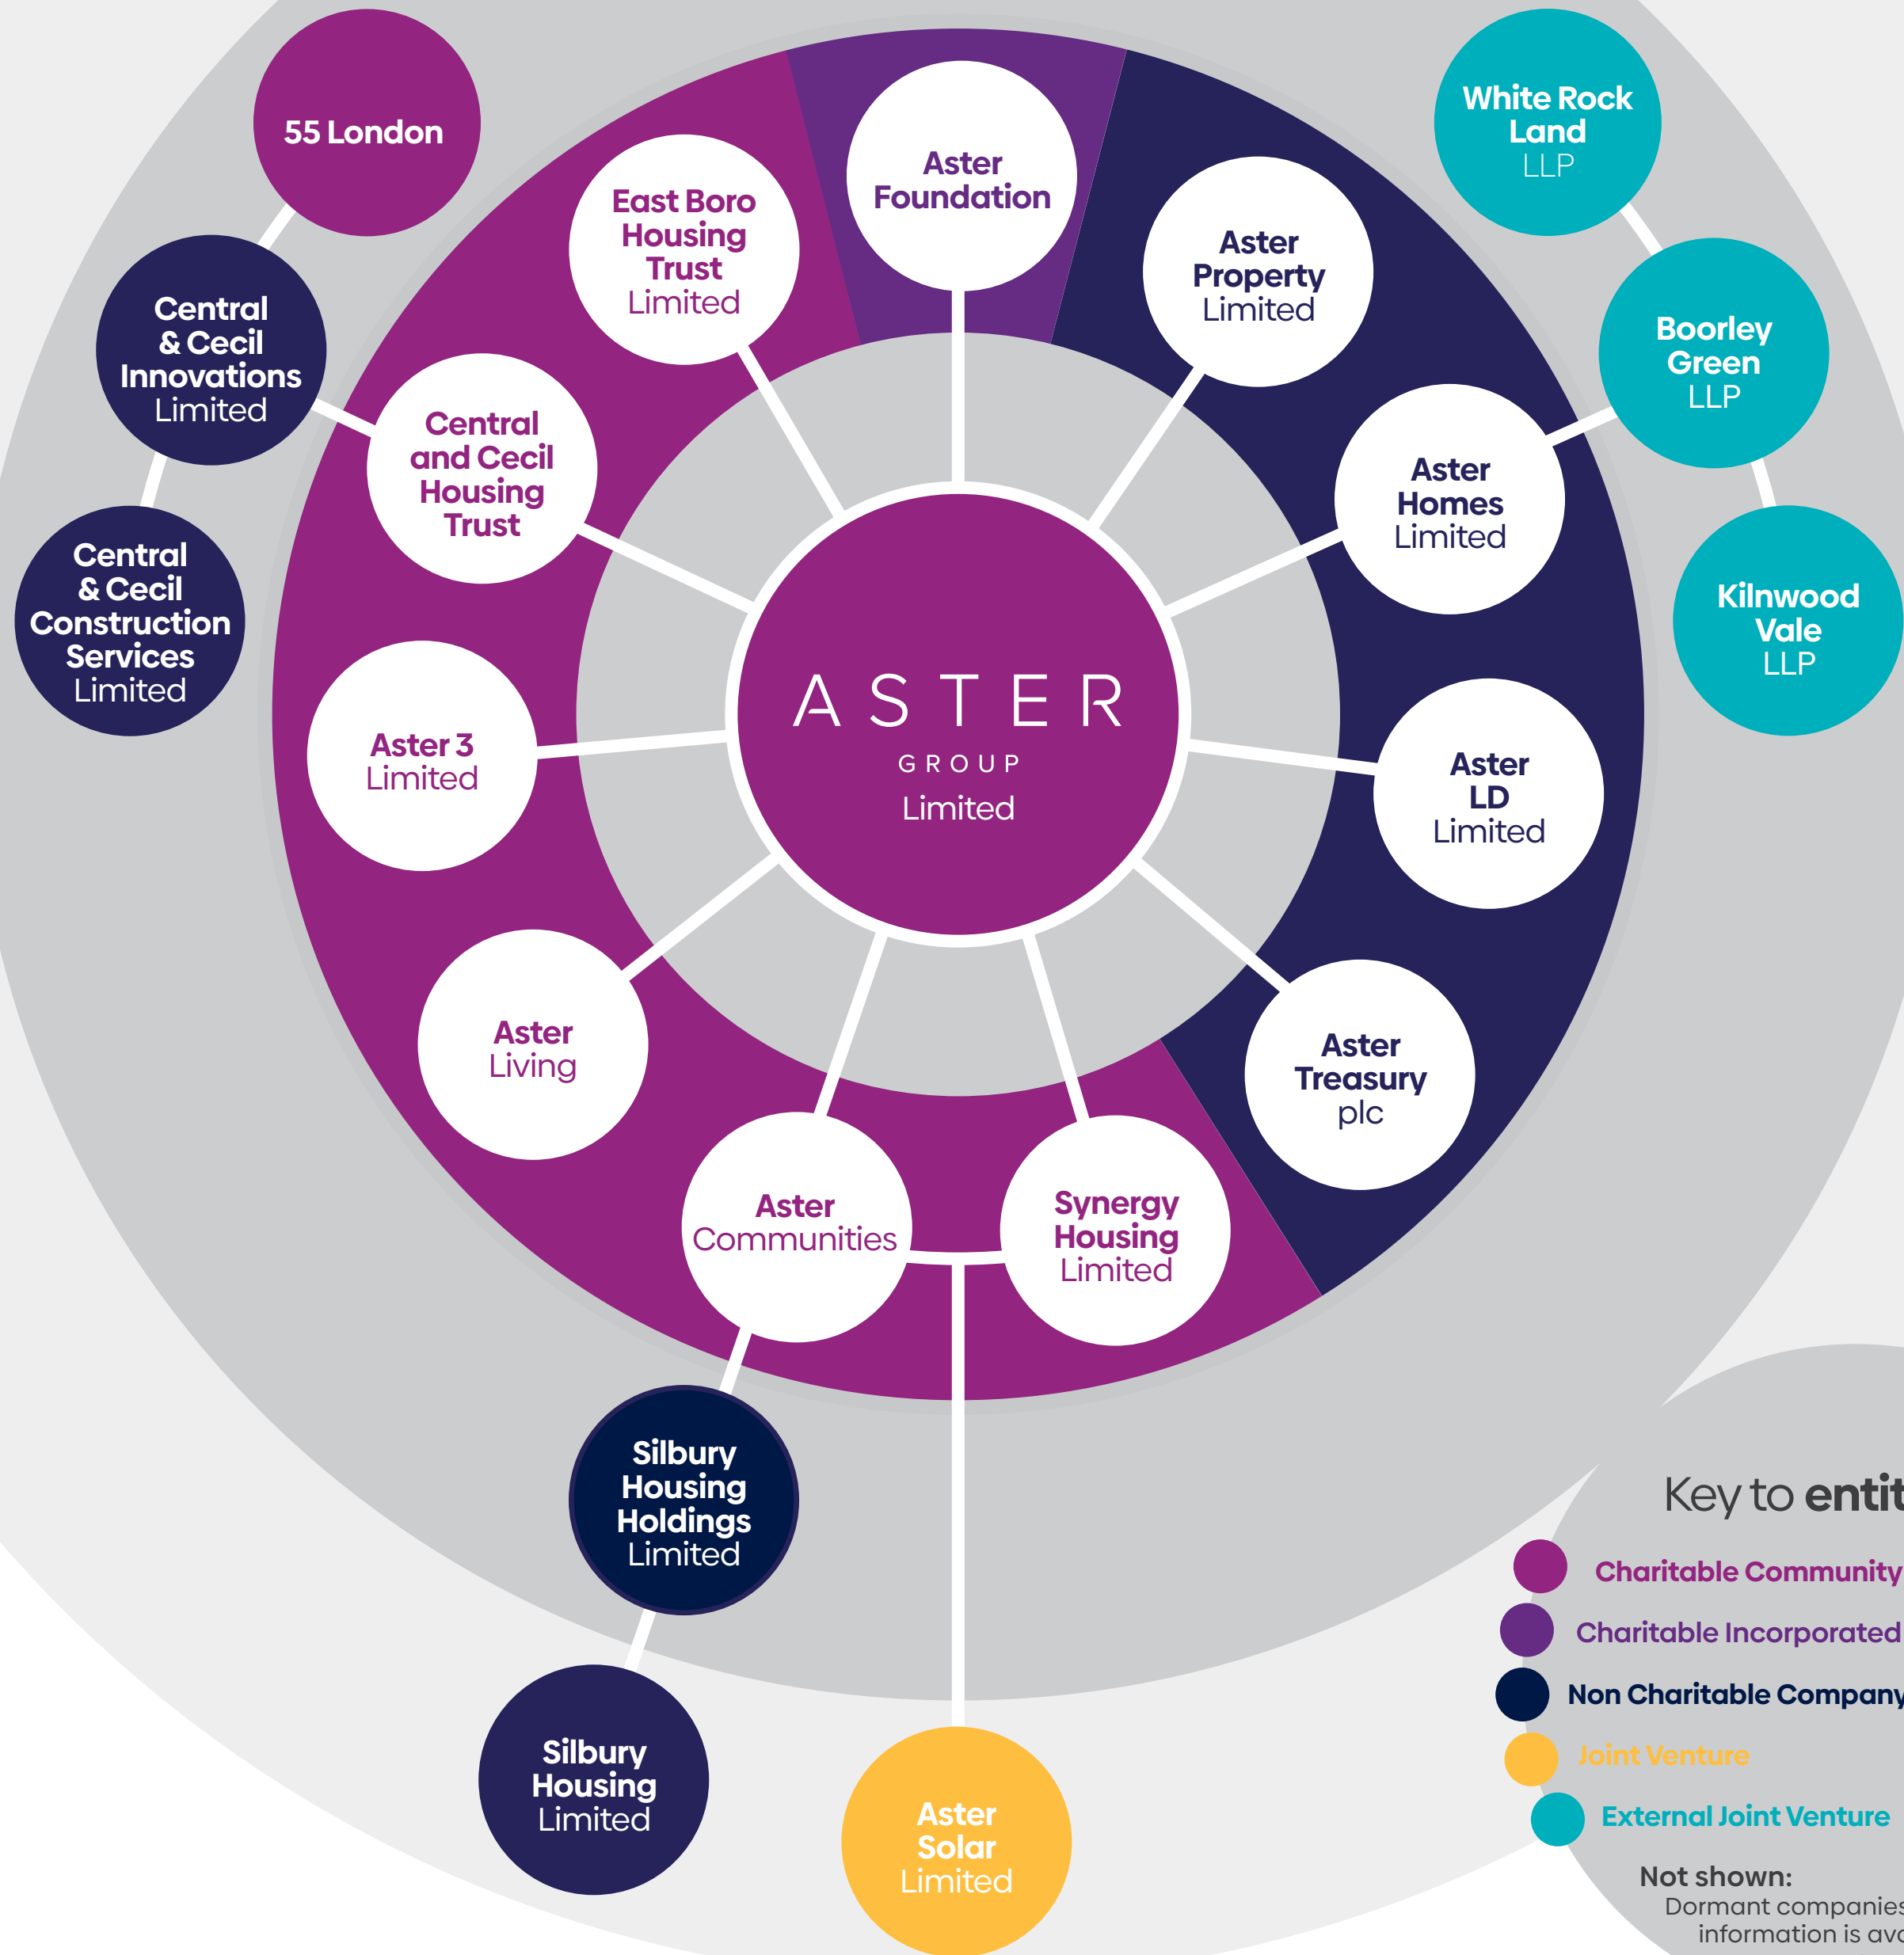 55 London
White Rock
Land
LLP
Aster
Foundation
East Boro
Housing
Trust
Limited
Aster
Property
Limited
Central
& Cecil
Innovations
Limited
Boorley
Green
LLP
Central
and Cecil
Housing
Trust
Aster
Homes
Limited
Central
& Cecil
Construction
Services
Limited
Kilnwood
Vale
LLP
ASTER
GROUP
Limited
Aster 3
Limited
Aster
LD
Limited
Aster
Living
Aster
Treasury
plc
Aster
Communities
Synergy
Housing
Limited
Silbury
Housing
Holdings
Limited
Silbury
Housing
Limited
Aster
Solar
Limited
Key to
Charitable Community
Charitable Incorporated
Non Charitable Company
Joint Venture
External Joint Venture
Not shown:
Dormant companies
information is